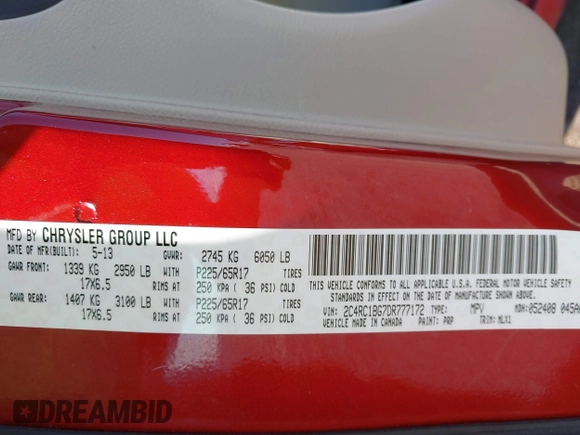 MFD BY CHRYSLER GROUP LLC
DATE OF MFR(BUILT): 5-13 GVWR: 2745 KG 6050 LB
GAWR FRONT: 1339 KG 2950 LB WITH P225/65R17 TIRES
17X6.5 RIMS AT 250 KPA ( 36 PSI) COLD
GAWR REAR: 1407 KG 3100 LB WITH P225/65R17 TIRES
17X6.5 RIMS AT 250 KPA ( 36 PSI) COLD
THIS VEHICLE CONFORMS TO ALL APPLICABLE U.S.A. FEDERAL MOTOR VEHICLE SAFETY,
STANDARDS IN EFFECT ON THE DATE OF MANUFACTURE SHOWN ABOVE.
VIN: 2C4RC1BG7DR777172 TYPE: MPV MDH: 052408 045A
VEHICLE MADE IN CANADA PAINT: PRP TRIM: MLX1
DREAMBID